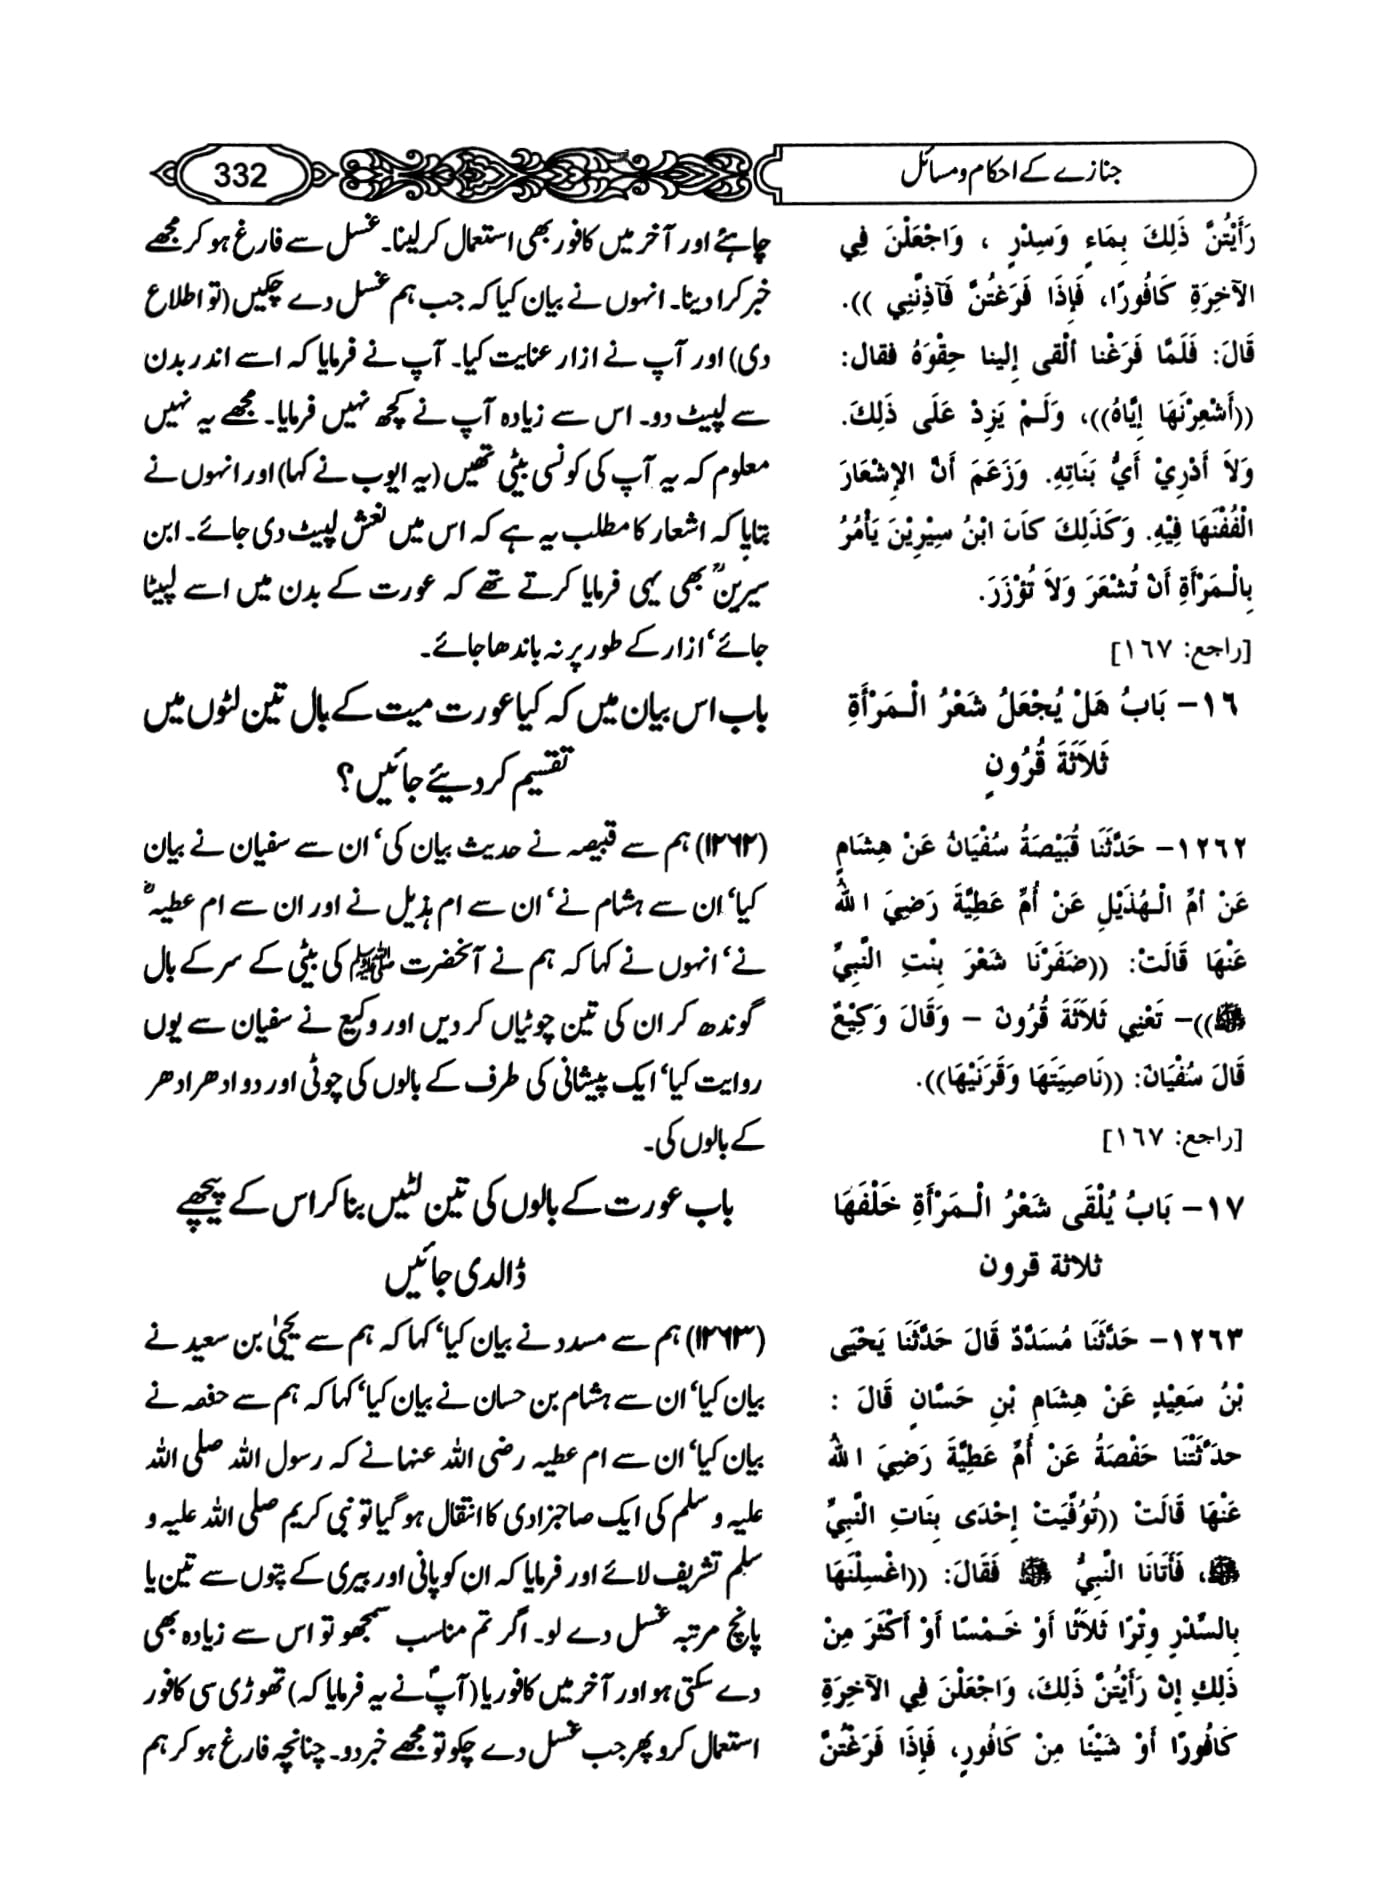 جنازے کے احکام و مسائل
332
رَأَيْتُنَّ ذَلِكَ بِمَاءٍ وَسِدْرٍ ، وَاجْعَلْنَ فِي
الآخِرَةِ كَافُورًا، فَإِذَا فَرَغْتُنَّ فَآذِنَّنِي )).
قَالَ: فَلَمَّا فَرَغْنا أَلْقى إِلينا حِقْوَهُ فقال:
((أَشْعِرْنَهَا إِيَّاهُ))، وَلَمْ يَزِدْ عَلَى ذَلِكَ.
وَلاَ أَدْرِيْ أَيُّ بَنَاتِهِ. وَزَعَمَ أَنَّ الإِشْعَارَ
الْفُفْنَهَا فِيْهِ. وَكَذَلِكَ كَانَ ابْنُ سِيْرِيْنَ يَأْمُرُ
بِالْمَرْأَةِ أَنْ تُشْعَرَ وَلاَ تُؤْزَرَ.
[راجع: ١٦٧]
١٦- بَابُ هَلْ يُجْعَلُ شَعْرُ الْمَرْأَةِ
ثَلاَثَةَ قُرُونٍ
١٢٦٢- حَدَّثَنَا قُبَيْصَةُ سُفْيَانُ عَنْ هِشَامٍ
عَنْ أمِّ الْهُذَيْلِ عَنْ أُمِّ عَطِيَّةَ رَضِيَ اللهُ
عَنْهَا قَالَتْ: ((ضَفَرْنَا شَعْرَ بِنْتِ النَّبِيِّ
ﷺ))- تَعْنِي ثَلاَثَةَ قُرُونَ - وَقَالَ وَكِيْعٌ
قَالَ سُفْيَان: ((نَاصِيَتَهَا وَقَرَنَيْهَا)).
[راجع: ١٦٧]
١٧- بَابُ يُلْقَى شَعْرُ الْمَرْأَةِ خَلْفَهَا
ثلاثة قرون
١٢٦٣- حَدَّثَنَا مُسَدَّدٌ قَالَ حَدَّثَنَا يَحْيَى
بْنُ سَعِيْدٍ عَنْ هِشَامِ بْنِ حَسَّانٍ قَالَ :
حدَّثَتْنَا حَفْصَةُ عَنْ أُمِّ عَطِيَّةَ رَضِيَ اللهُ
عَنْهَا قَالَتْ ((تُوُفِّيَتْ إِحْدَى بِنَاتِ النَّبِيِّ
ﷺ، فَأَتَانَا النَّبِيُّ ﷺ فَقَالَ: ((اغْسِلْنَهَا
بِالسِّدْرِ وِتْرًا ثَلاَثًا أَوْ خَمْسًا أَوْ أَكْثَرَ مِنْ
ذَلِكِ إِنْ رَأَيْتُنَّ ذَلِكَ، وَاجْعَلْنَ فِي الآخِرَةِ
كَافُورًا أَوْ شَيْئًا مِنْ كَافُورٍ، فَإِذَا فَرَغْتُنَّ
چاہئے اور آخر میں کافور بھی استعمال کر لینا۔ غسل سے فارغ ہو کر مجھے
خبر کرا دینا۔ انہوں نے بیان کیا کہ جب ہم غسل دے چکیں (تو اطلاع
دی) اور آپ نے ازار عنایت کیا۔ آپ نے فرمایا کہ اسے اندر بدن
سے لپیٹ دو۔ اس سے زیادہ آپ نے کچھ نہیں فرمایا۔ مجھے یہ نہیں
معلوم کہ یہ آپ کی کونسی بیٹی تھیں (یہ ایوب نے کہا) اور انہوں نے
بتایا کہ اشعار کا مطلب یہ ہے کہ اس میں نعش لپیٹ دی جائے۔ ابن
سیرینؒ بھی یہی فرمایا کرتے تھے کہ عورت کے بدن میں اسے لپیٹا
جائے‘ ازار کے طور پر نہ باندھا جائے۔
باب اس بیان میں کہ کیا عورت میت کے بال تین لٹوں میں
تقسیم کر دیئے جائیں؟
(۱۲۶۲) ہم سے قبیصہ نے حدیث بیان کی‘ ان سے سفیان نے بیان
کیا‘ ان سے ہشام نے‘ ان سے ام ہذیل نے اور ان سے ام عطیہؓ
نے‘ انہوں نے کہا کہ ہم نے آنحضرت ﷺ کی بیٹی کے سر کے بال
گوندھ کر ان کی تین چوٹیاں کر دیں اور وکیع نے سفیان سے یوں
روایت کیا‘ ایک پیشانی کی طرف کے بالوں کی چوٹی اور دو ادھر ادھر
کے بالوں کی۔
باب عورت کے بالوں کی تین لٹیں بنا کر اس کے پیچھے
ڈالدی جائیں
(۱۲۶۳) ہم سے مسدد نے بیان کیا‘ کہا کہ ہم سے یحییٰ بن سعید نے
بیان کیا‘ ان سے ہشام بن حسان نے بیان کیا‘ کہا کہ ہم سے حفصہ نے
بیان کیا‘ ان سے ام عطیہ رضی اللہ عنہا نے کہ رسول اللہ صلی اللہ
علیہ و سلم کی ایک صاجزادی کا انتقال ہو گیا تو نبی کریم صلی اللہ علیہ و
سلم تشریف لائے اور فرمایا کہ ان کو پانی اور بیری کے پتوں سے تین یا
پانچ مرتبہ غسل دے لو۔ اگر تم مناسب سمجھو تو اس سے زیادہ بھی
دے سکتی ہو اور آخر میں کافور یا (آپؐ نے یہ فرمایا کہ) تھوڑی سی کافور
استعمال کرو پھر جب غسل دے چکو تو مجھے خبر دو۔ چنانچہ فارغ ہو کر ہم